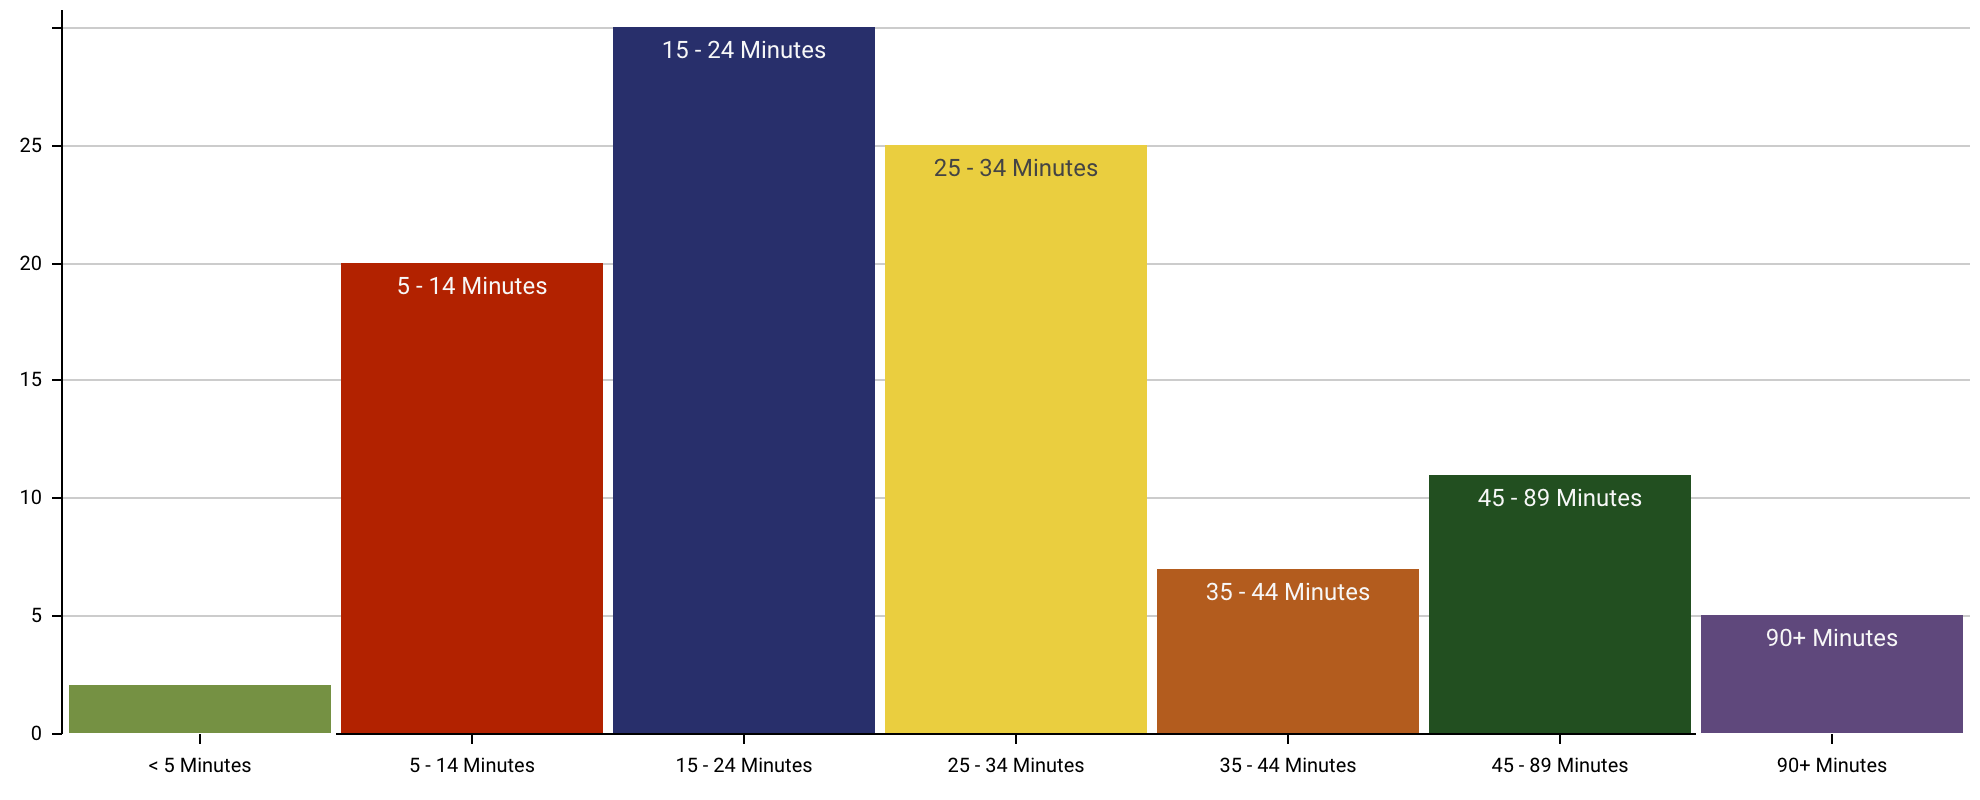 15 - 24 Minutes
25
25 - 34 Minutes
20
5 - 14 Minutes
15
10
45 - 89 Minutes
35 - 44 Minutes
5
90+ Minutes
0
< 5 Minutes
5 - 14 Minutes
15 - 24 Minutes
25 - 34 Minutes
35 - 44 Minutes
45 - 89 Minutes
90+ Minutes